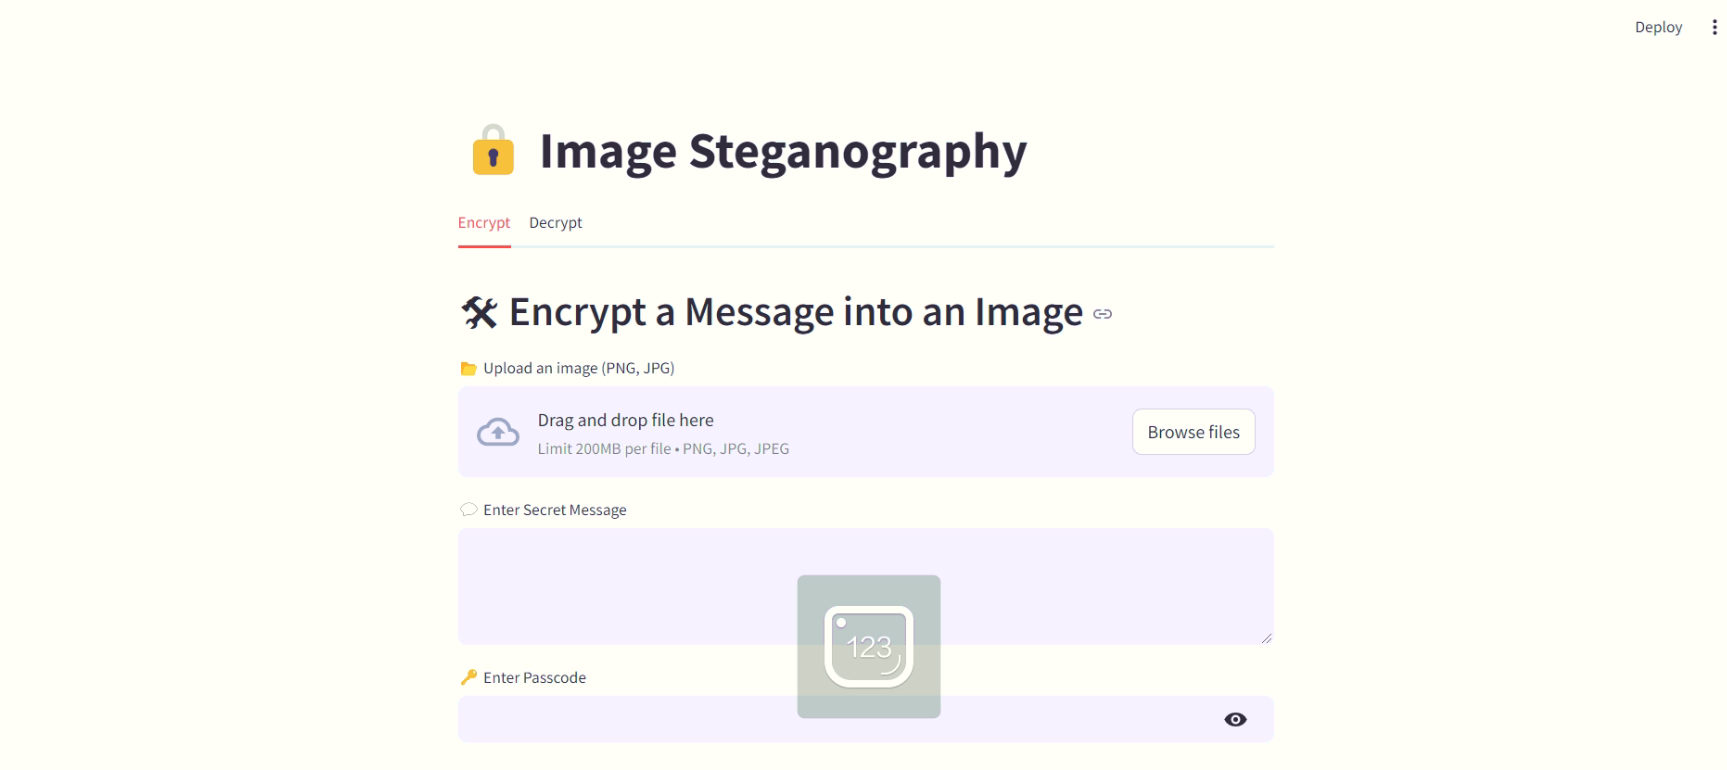 Deploy
Image Steganography
Encrypt Decrypt
Encrypt a Message into an Image
Upload an image (PNG, JPG)
Drag and drop file here
Limit 200MB per file • PNG, JPG, JPEG
Browse files
Enter Secret Message
123
Enter Passcode